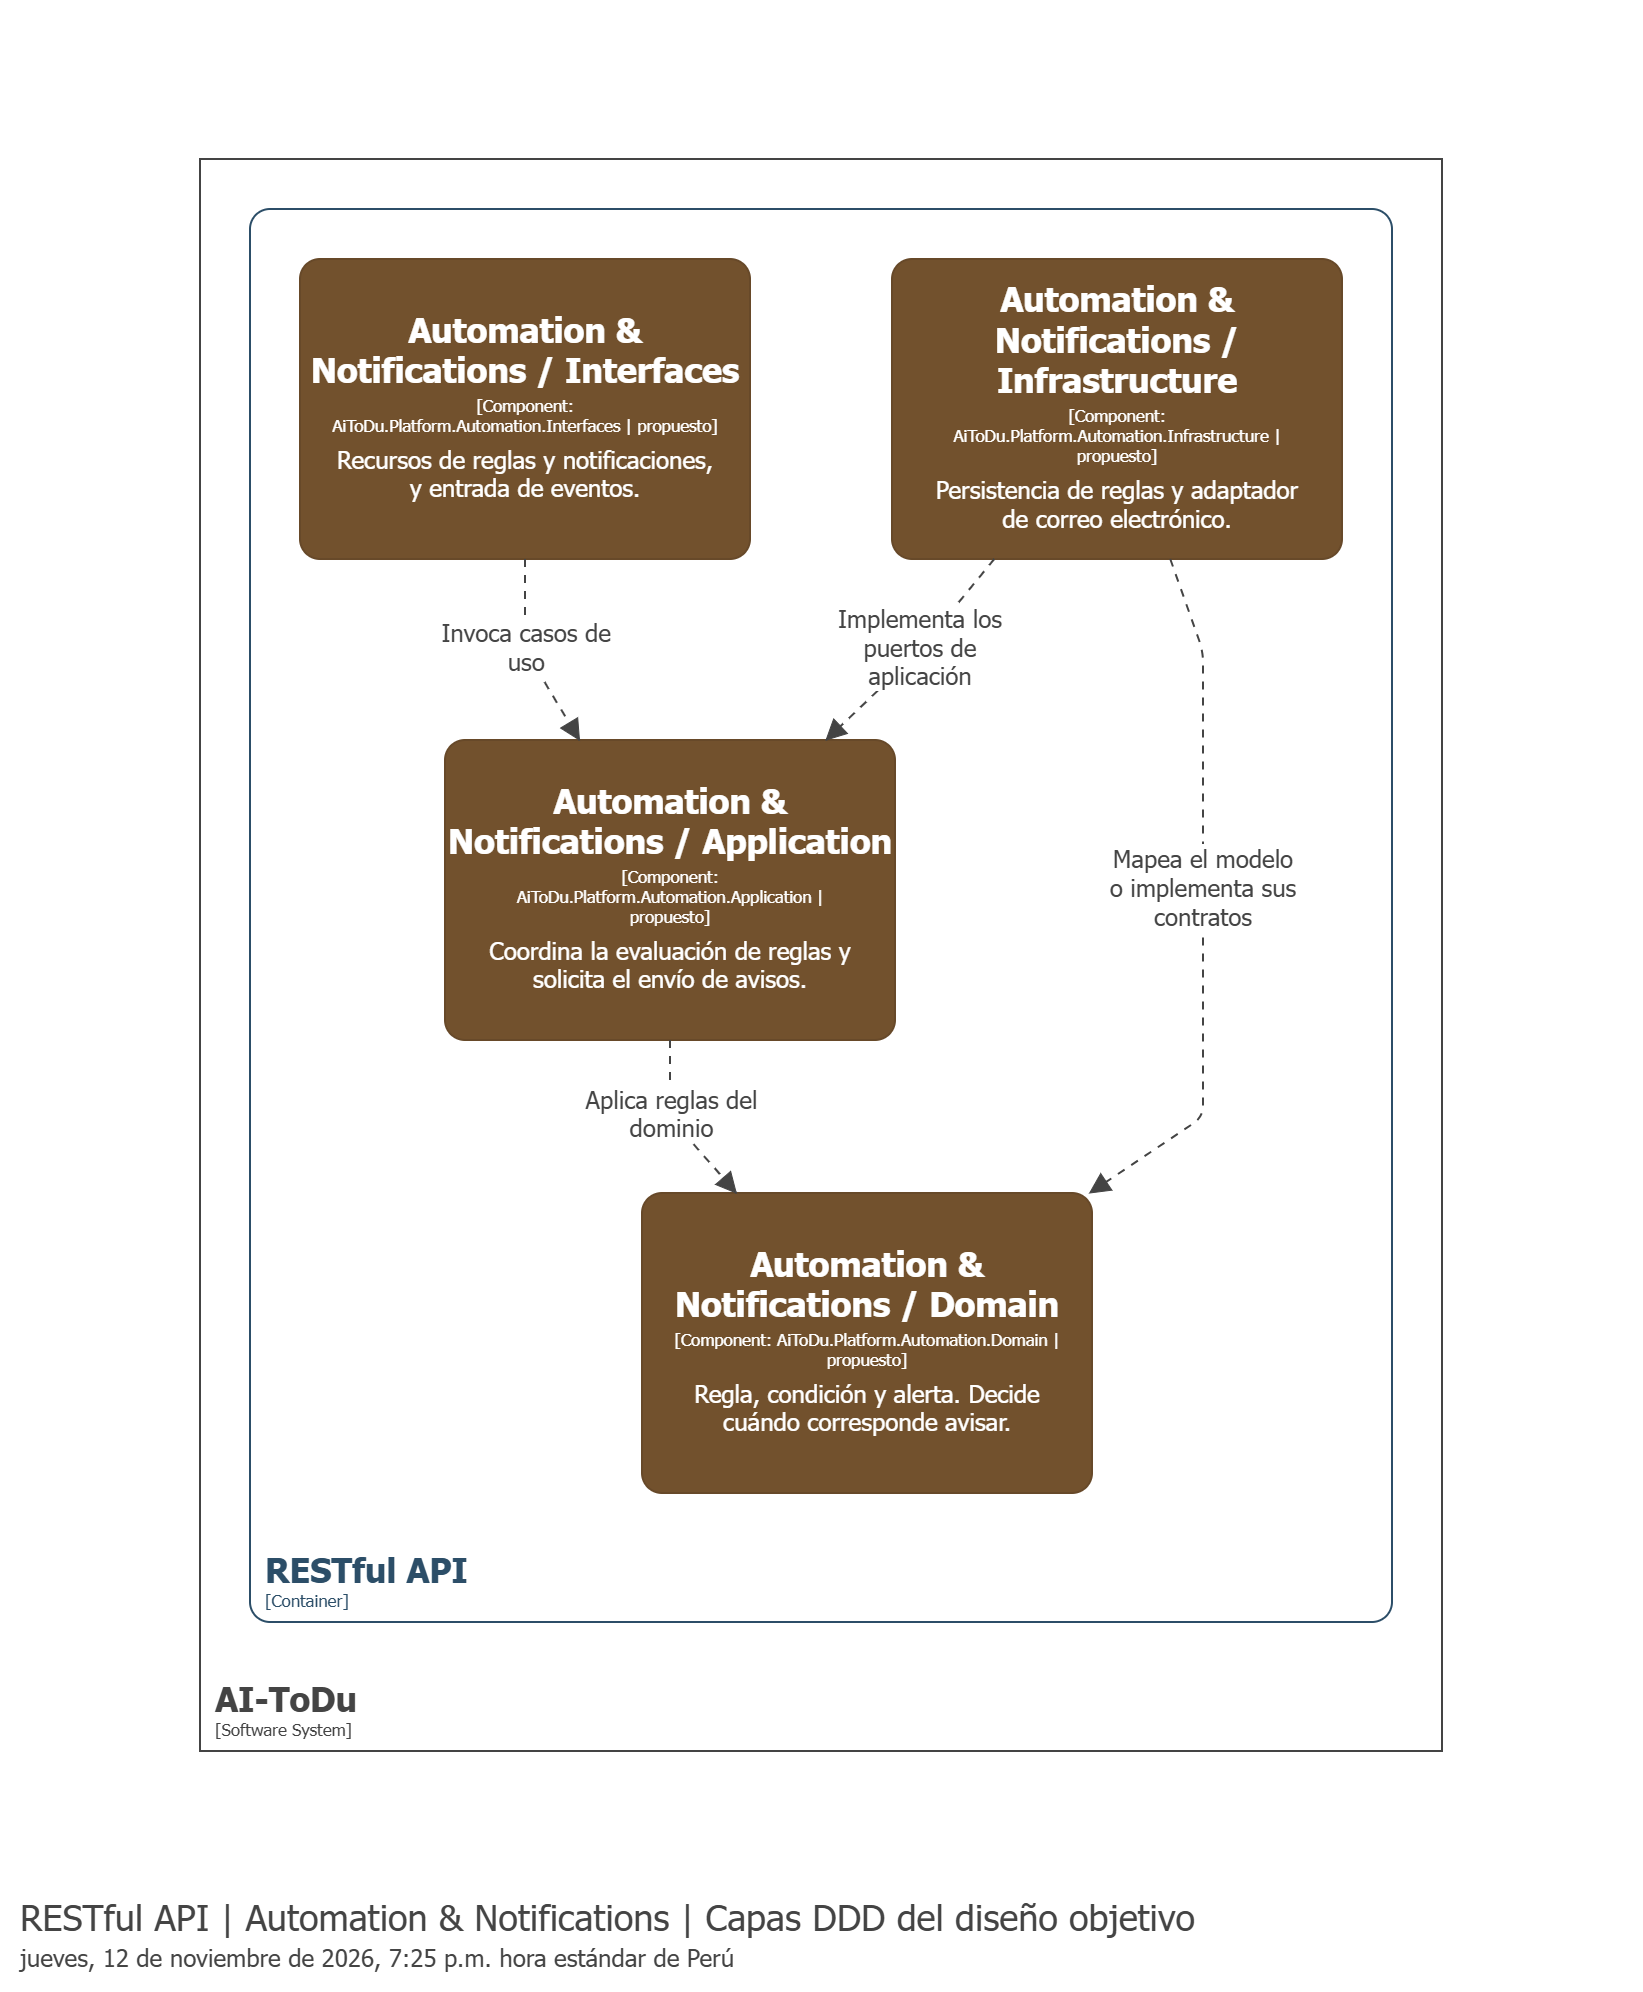 Automation &
Notifications / Interfaces
[Component:
AiToDu.Platform.Automation.Interfaces | propuesto]
Recursos de reglas y notificaciones,
y entrada de eventos.
Automation &
Notifications /
Infrastructure
[Component:
AiToDu.Platform.Automation.Infrastructure |
propuesto]
Persistencia de reglas y adaptador
de correo electrónico.
Invoca casos de
uso
Implementa los
puertos de
aplicación
Automation &
Notifications / Application
[Component:
AiToDu.Platform.Automation.Application |
propuesto]
Coordina la evaluación de reglas y
solicita el envío de avisos.
Mapea el modelo
o implementa sus
contratos
Aplica reglas del
dominio
Automation &
Notifications / Domain
[Component: AiToDu.Platform.Automation.Domain |
propuesto]
Regla, condición y alerta. Decide
cuándo corresponde avisar.
RESTful API
[Container]
AI-ToDu
[Software System]
RESTful API | Automation & Notifications | Capas DDD del diseño objetivo
jueves, 12 de noviembre de 2026, 7:25 p.m. hora estándar de Perú